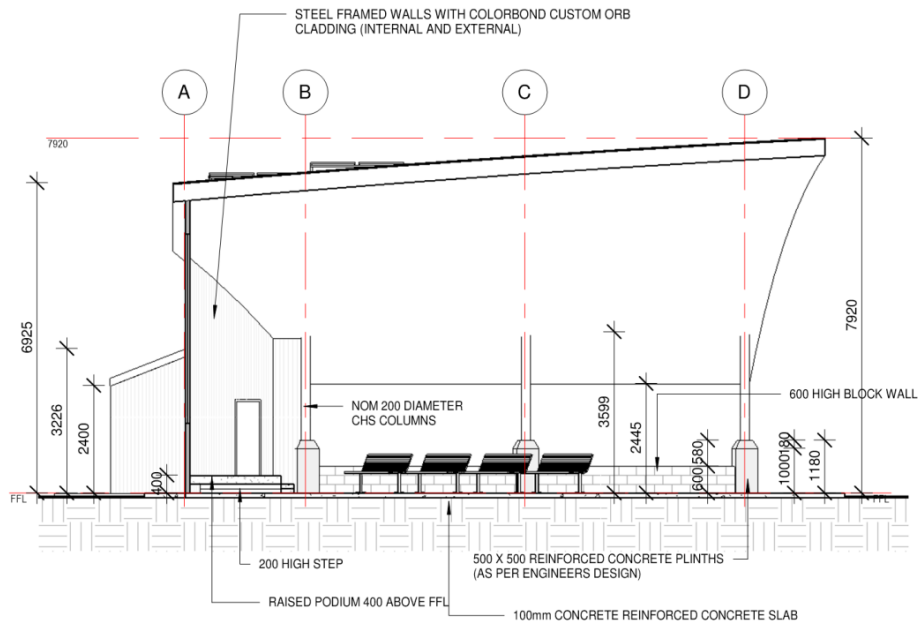 STEEL FRAMED WALLS WITH COLORBOND CUSTOM ORB
CLADDING (INTERNAL AND EXTERNAL)
A
B
C
D
7920
6925
3226
2400
400
NOM 200 DIAMETER
CHS COLUMNS
3599
2445
600
580
1000
180
1180
7920
600 HIGH BLOCK WALL
FFL
FFL
200 HIGH STEP
RAISED PODIUM 400 ABOVE FFL
500 X 500 REINFORCED CONCRETE PLINTHS
(AS PER ENGINEERS DESIGN)
100mm CONCRETE REINFORCED CONCRETE SLAB